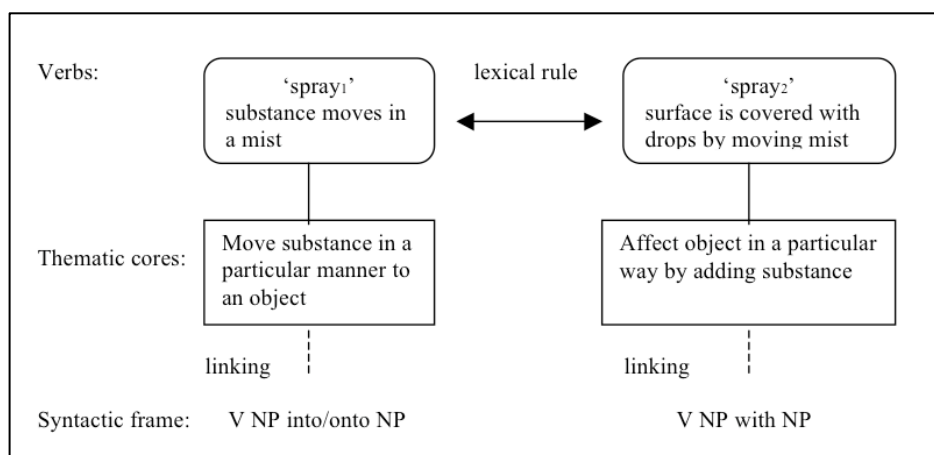 Verbs:
‘spray1’
substance moves in
a mist
lexical rule
‘spray2’
surface is covered with
drops by moving mist
Thematic cores:
Move substance in a
particular manner to
an object
Affect object in a particular
way by adding substance
linking
linking
Syntactic frame:
V NP into/onto NP
V NP with NP